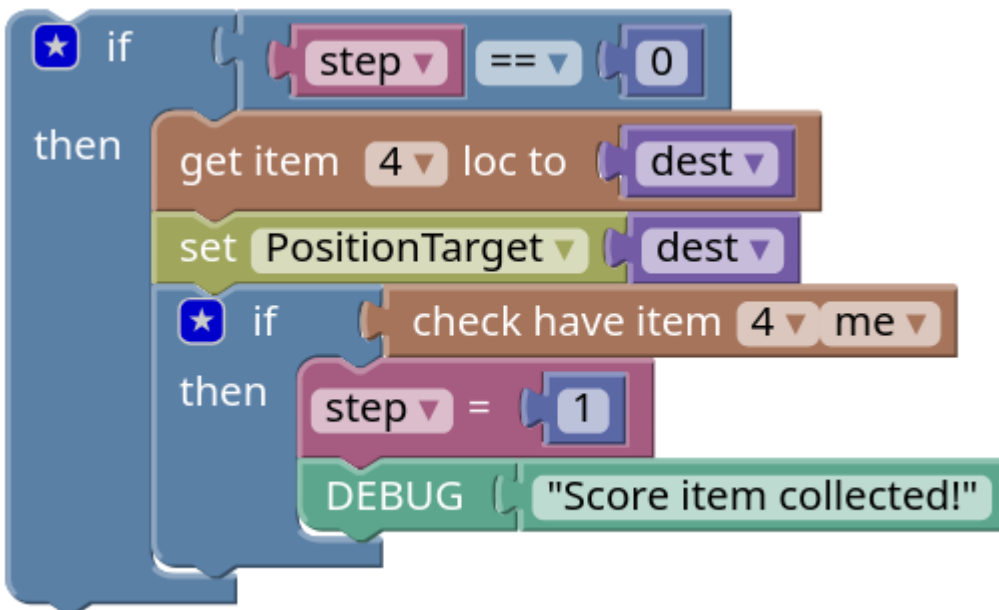 if step == 0
then
get item 4 loc to dest
set PositionTarget dest
if check have item 4 me
then
step = 1
DEBUG "Score item collected!"